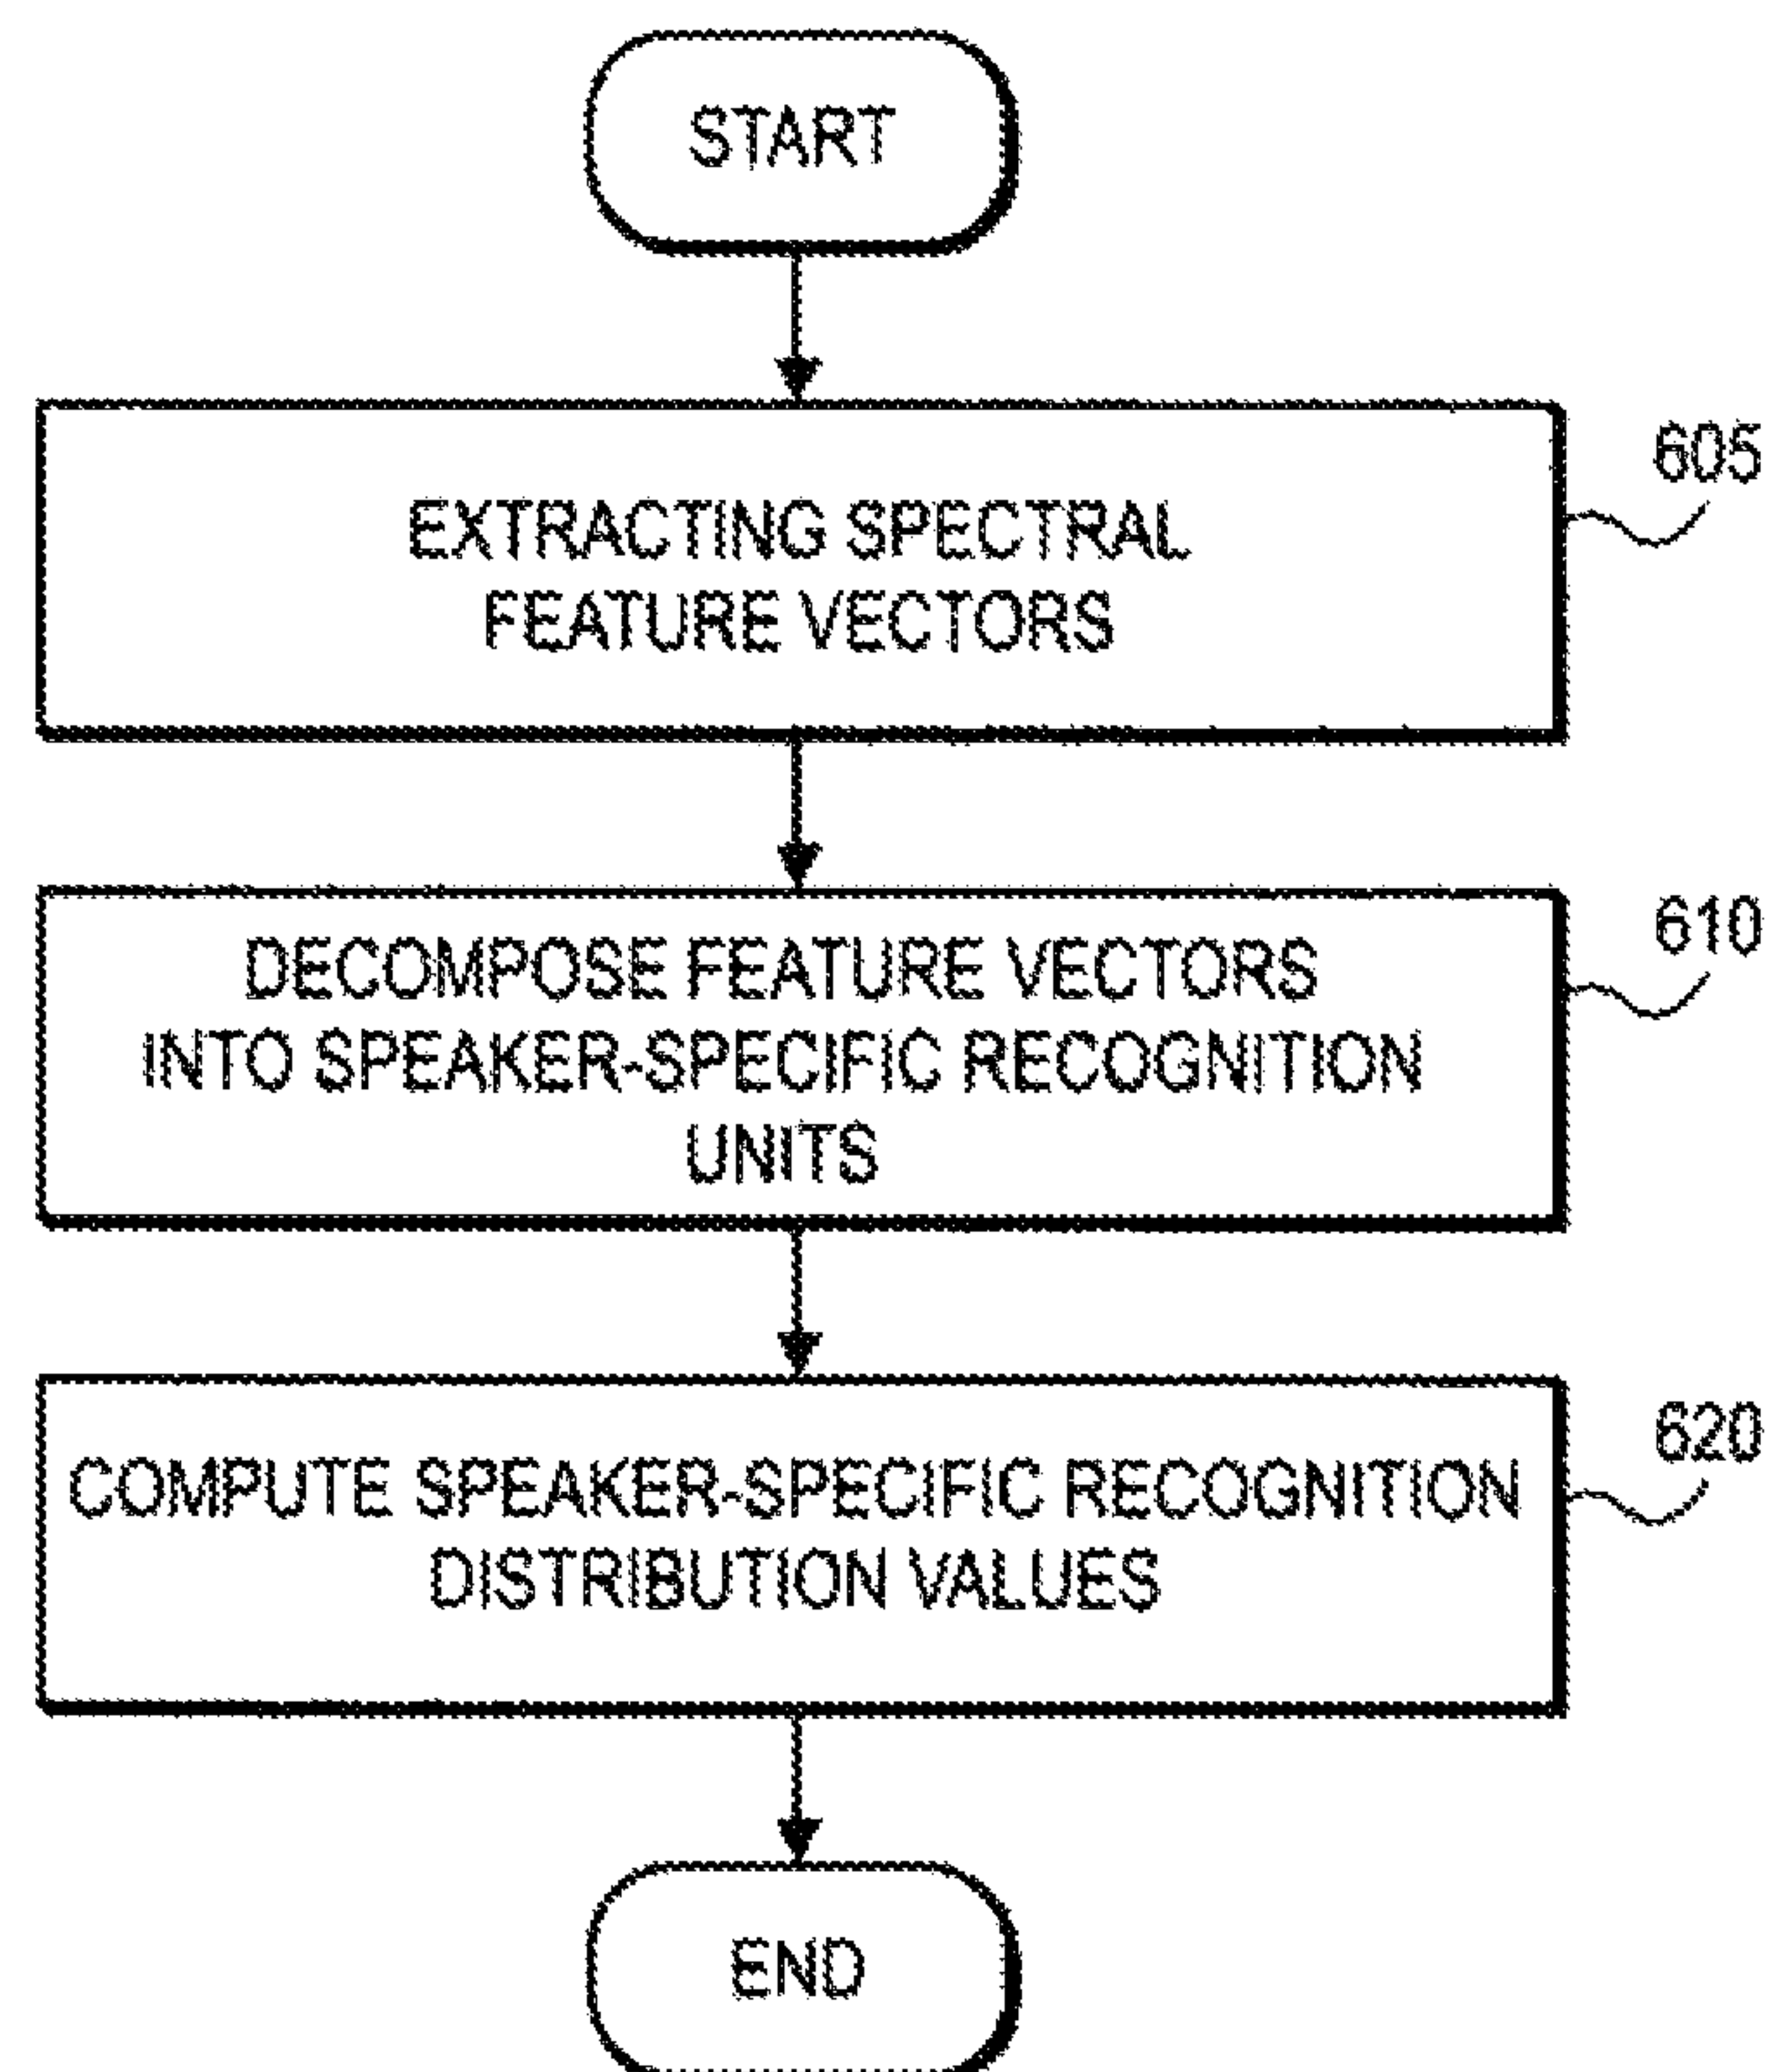 START
605
EXTRACTING SPECTRAL
FEATURE VECTORS
610
DECOMPOSE FEATURE VECTORS
INTO SPEAKER-SPECIFIC RECOGNITION
UNITS
620
COMPUTE SPEAKER-SPECIFIC RECOGNITION
DISTRIBUTION VALUES
END